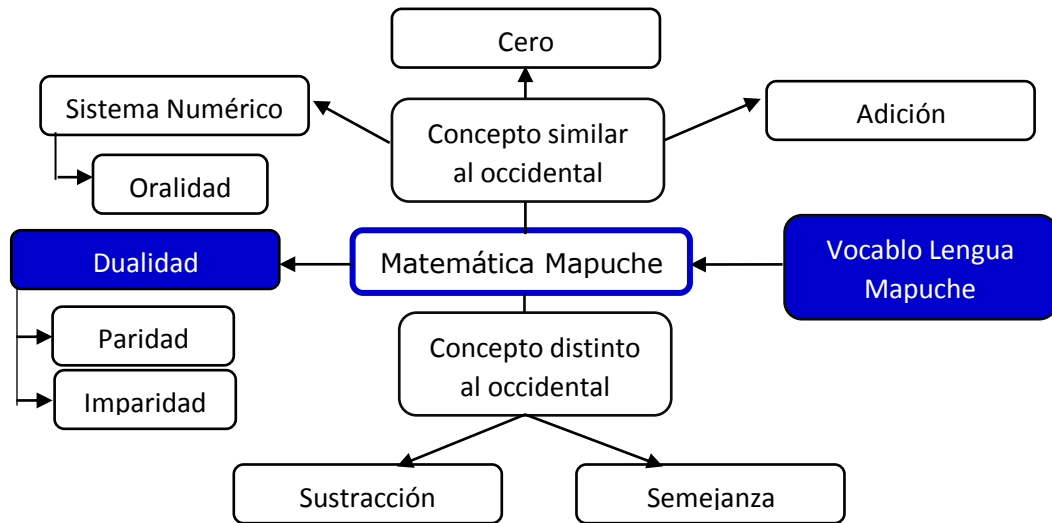 Cero
Sistema Numérico
Concepto similar
al occidental
Adición
Oralidad
Dualidad
Matemática Mapuche
Vocablo Lengua
Mapuche
Paridad
Concepto distinto
al occidental
Imparidad
Sustracción
Semejanza